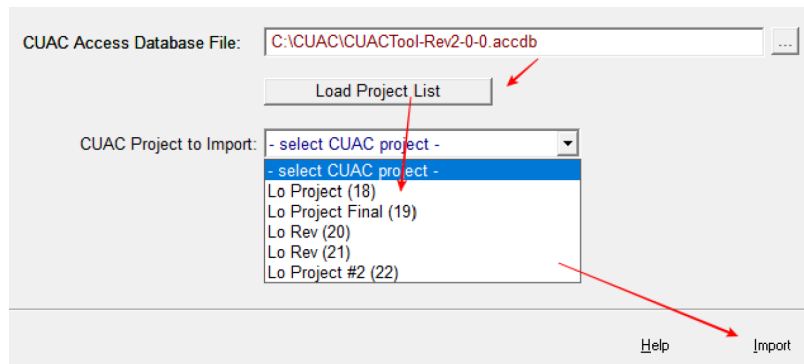 CUAC Access Database File: C:\CUAC\CUACTool-Rev2-0-0.accdb ...
Load Project List
CUAC Project to Import: - select CUAC project -
- select CUAC project -
Lo Project (18)
Lo Project Final (19)
Lo Rev (20)
Lo Rev (21)
Lo Project #2 (22)
Help Import